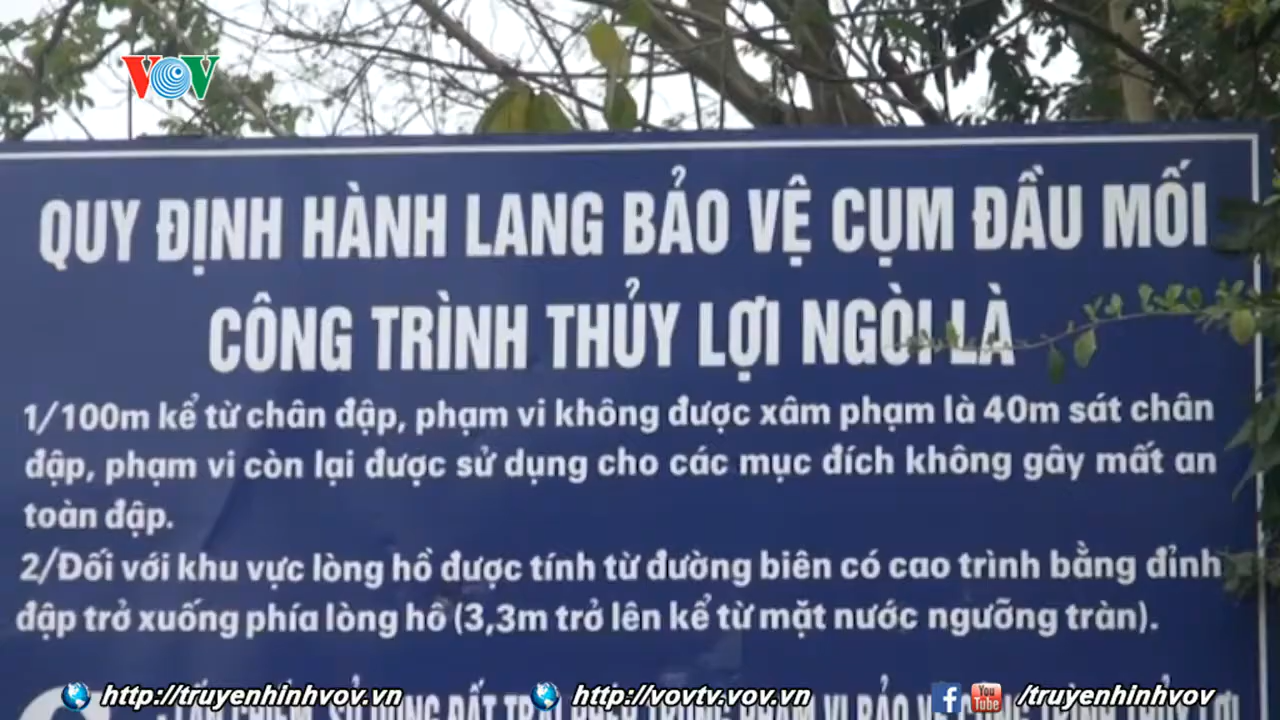 VOV
QUY ĐỊNH HÀNH LANG BẢO VỆ CỤM ĐẦU MỐI
CÔNG TRÌNH THỦY LỢI NGÒI LÀ
1/100m kể từ chân đập, phạm vi không được xâm phạm là 40m sát chân
đập, phạm vi còn lại được sử dụng cho các mục đích không gây mất an
toàn đập.
2/Đối với khu vực lòng hồ được tính từ đường biên có cao trình bằng đỉnh
đập trở xuống phía lòng hồ (3,3m trở lên kể từ mặt nước ngưỡng tràn).
http://truyenhinhvov.vn http://vovtv.vov.vn f You Tube /truyenhinhvov